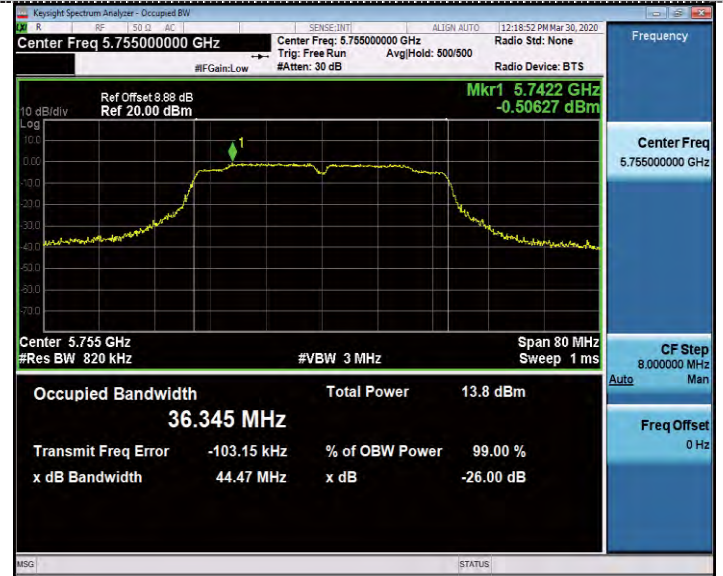 Keysight Spectrum Analyzer - Occupied BW
R RF 50 Ω AC SENSE:INT ALIGN AUTO 12:18:52 PM Mar 30, 2020
Center Freq 5.755000000 GHz
Center Freq: 5.755000000 GHz
Radio Std: None
Trig: Free Run Avg|Hold: 500/500
#IFGain:Low
#Atten: 30 dB
Radio Device: BTS
Frequency
Ref Offset 8.88 dB
Mkr1 5.7422 GHz
10 dB/div Ref 20.00 dBm
-0.50627 dBm
Log
10.0
1
0.00
-10.0
-20.0
-30.0
-40.0
-50.0
-60.0
-70.0
Center 5.755 GHz
Span 80 MHz
#Res BW 820 kHz
#VBW 3 MHz
Sweep 1 ms
Center Freq
5.755000000 GHz
CF Step
8.000000 MHz
Auto Man
Freq Offset
0 Hz
Occupied Bandwidth
36.345 MHz
Total Power 13.8 dBm
Transmit Freq Error -103.15 kHz
% of OBW Power 99.00 %
x dB Bandwidth 44.47 MHz
x dB -26.00 dB
MSG
STATUS